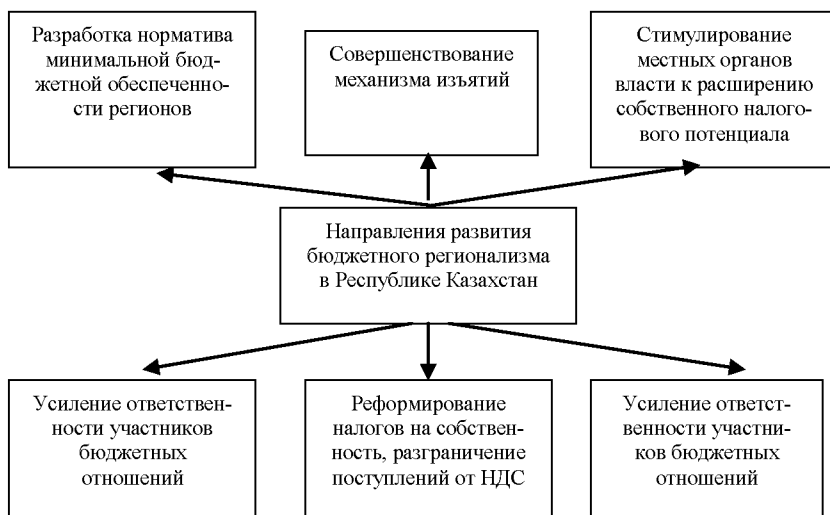 Разработка норматива
минимальной бюд-
жетной обеспеченно-
сти регионов
Совершенствование
механизма изъятий
Стимулирование
местных органов
власти к расширению
собственного налого-
вого потенциала
Направления развития
бюджетного регионализма
в Республике Казахстан
Усиление ответствен-
ности участников
бюджетных
отношений
Реформирование
налогов на собствен-
ность, разграничение
поступлений от НДС
Усиление ответст-
венности участни-
ков бюджетных
отношений